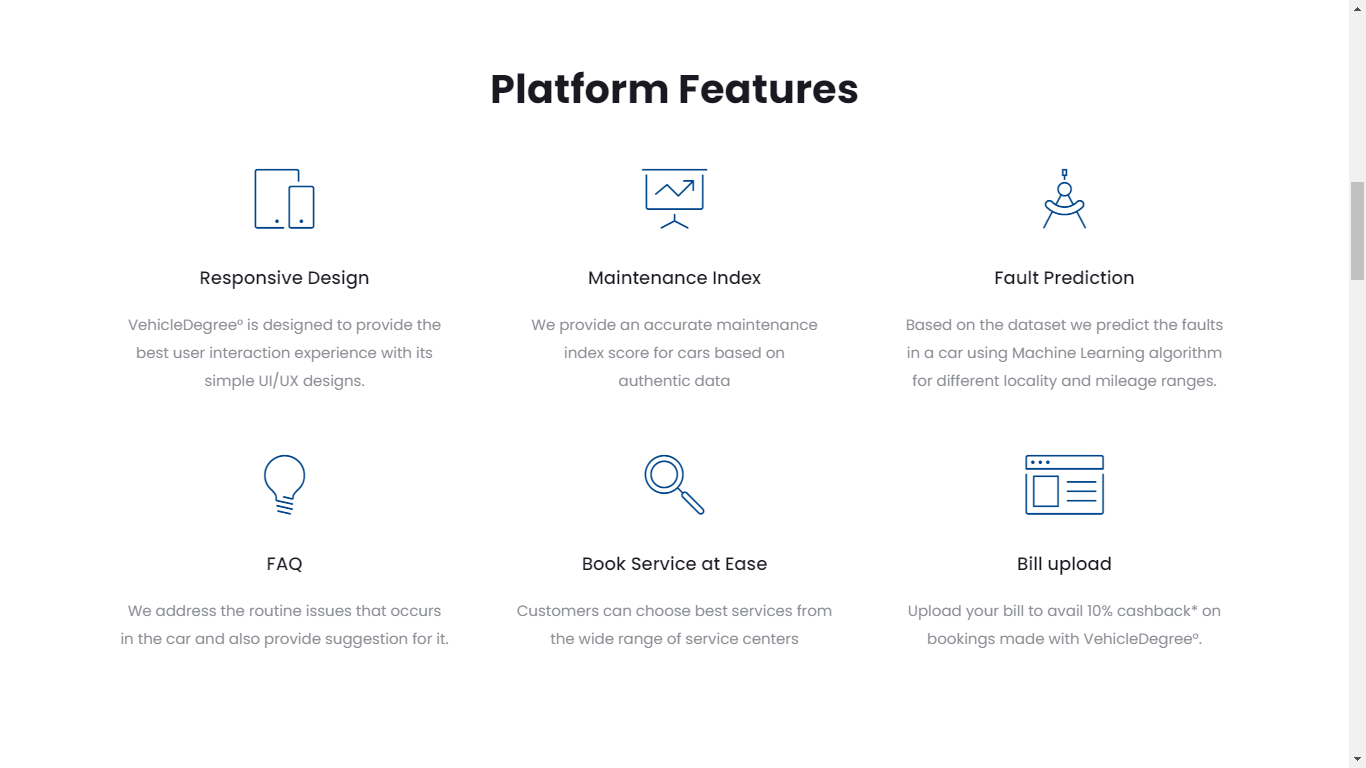 Platform Features
Responsive Design
VehicleDegree° is designed to provide the
best user interaction experience with its
simple UI/UX designs.
Maintenance Index
We provide an accurate maintenance
index score for cars based on
authentic data
Fault Prediction
Based on the dataset we predict the faults
in a car using Machine Learning algorithm
for different locality and mileage ranges.
FAQ
We address the routine issues that occurs
in the car and also provide suggestion for it.
Book Service at Ease
Customers can choose best services from
the wide range of service centers
Bill upload
Upload your bill to avail 10% cashback* on
bookings made with VehicleDegree°.